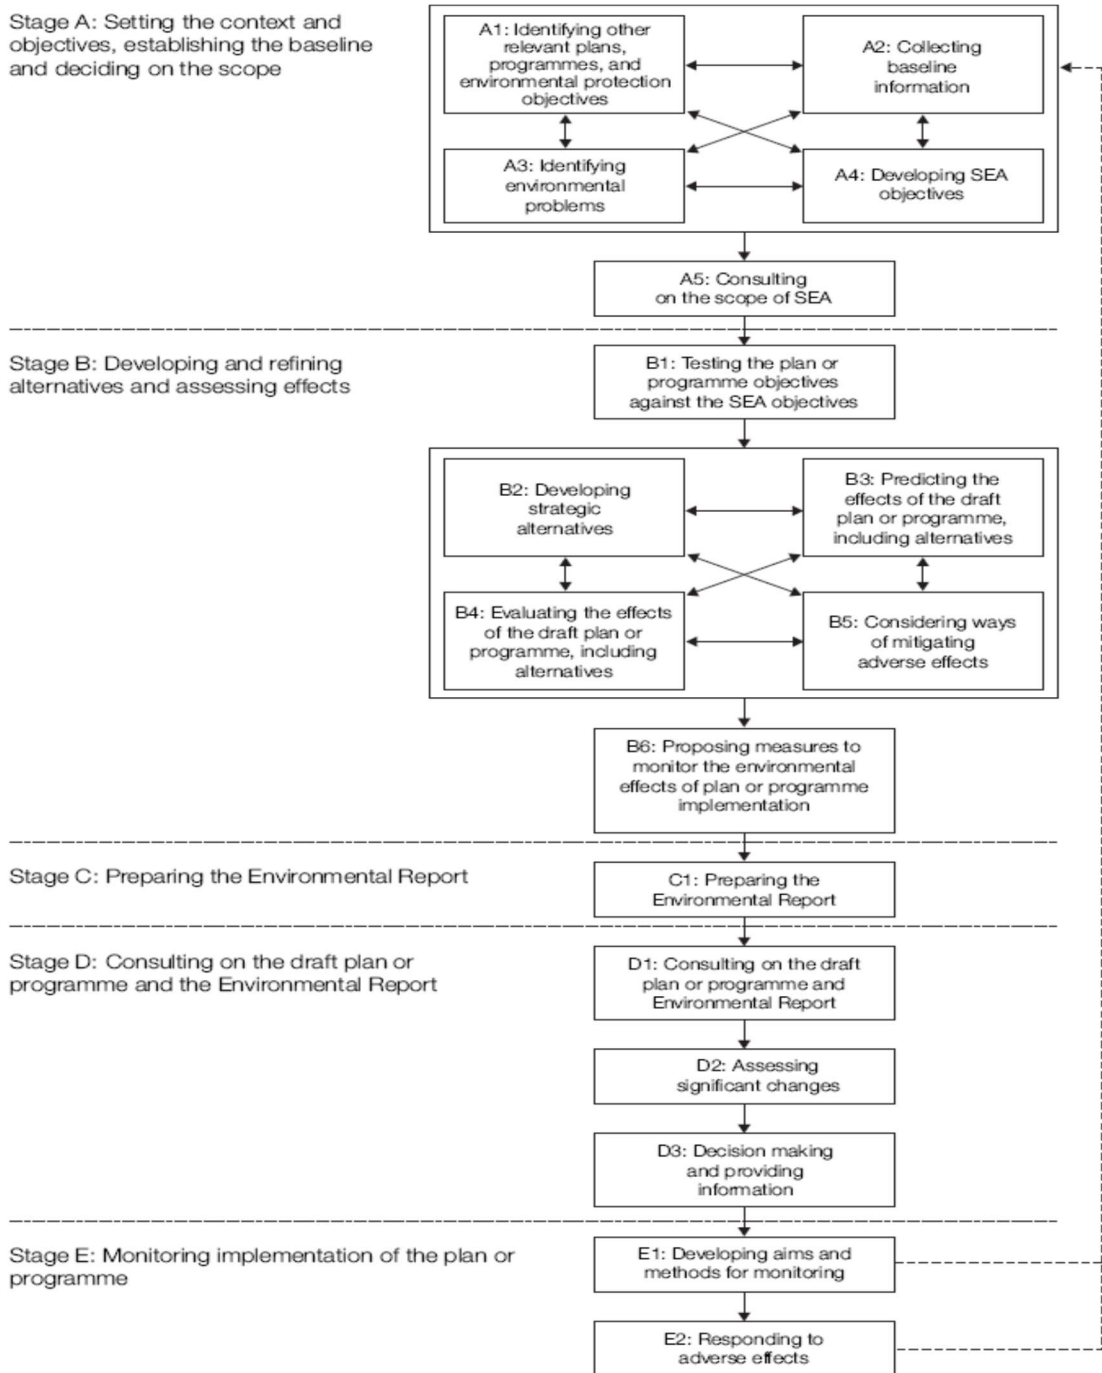 Stage A: Setting the context and
objectives, establishing the baseline
and deciding on the scope
A1: Identifying other
relevant plans,
programmes, and
environmental protection
objectives
A2: Collecting
baseline
information
A3: Identifying
environmental
problems
A4: Developing SEA
objectives
A5: Consulting
on the scope of SEA
Stage B: Developing and refining
alternatives and assessing effects
B1: Testing the plan or
programme objectives
against the SEA objectives
B2: Developing
strategic
alternatives
B3: Predicting the
effects of the draft
plan or programme,
including alternatives
B4: Evaluating the effects
of the draft plan or
programme, including
alternatives
B5: Considering ways
of mitigating
adverse effects
B6: Proposing measures to
monitor the environmental
effects of plan or programme
implementation
Stage C: Preparing the Environmental Report
C1: Preparing the
Environmental Report
Stage D: Consulting on the draft plan or
programme and the Environmental Report
D1: Consulting on the draft
plan or programme and
Environmental Report
D2: Assessing
significant changes
D3: Decision making
and providing
information
Stage E: Monitoring implementation of the plan or
programme
E1: Developing aims and
methods for monitoring
E2: Responding to
adverse effects